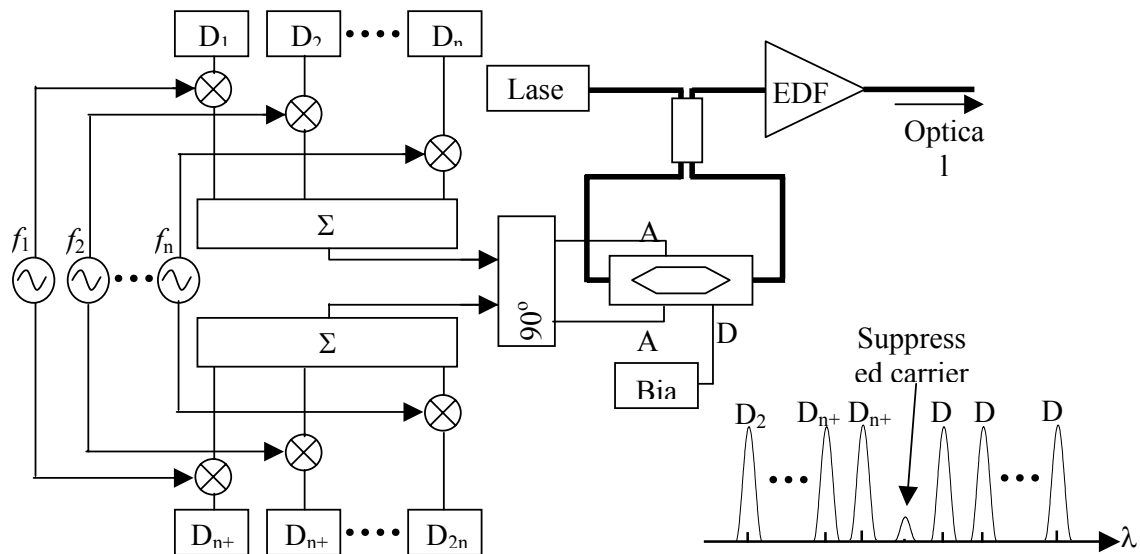 D₁ D₂ Dₙ
Lase
EDF
Optica
l
Σ
f₁ f₂ fₙ
A
90°
Σ
D
A
Bia
Suppress
ed carrier
D₂ Dₙ₊ Dₙ₊ D D D
λ
Dₙ₊ Dₙ₊ D₂ₙ